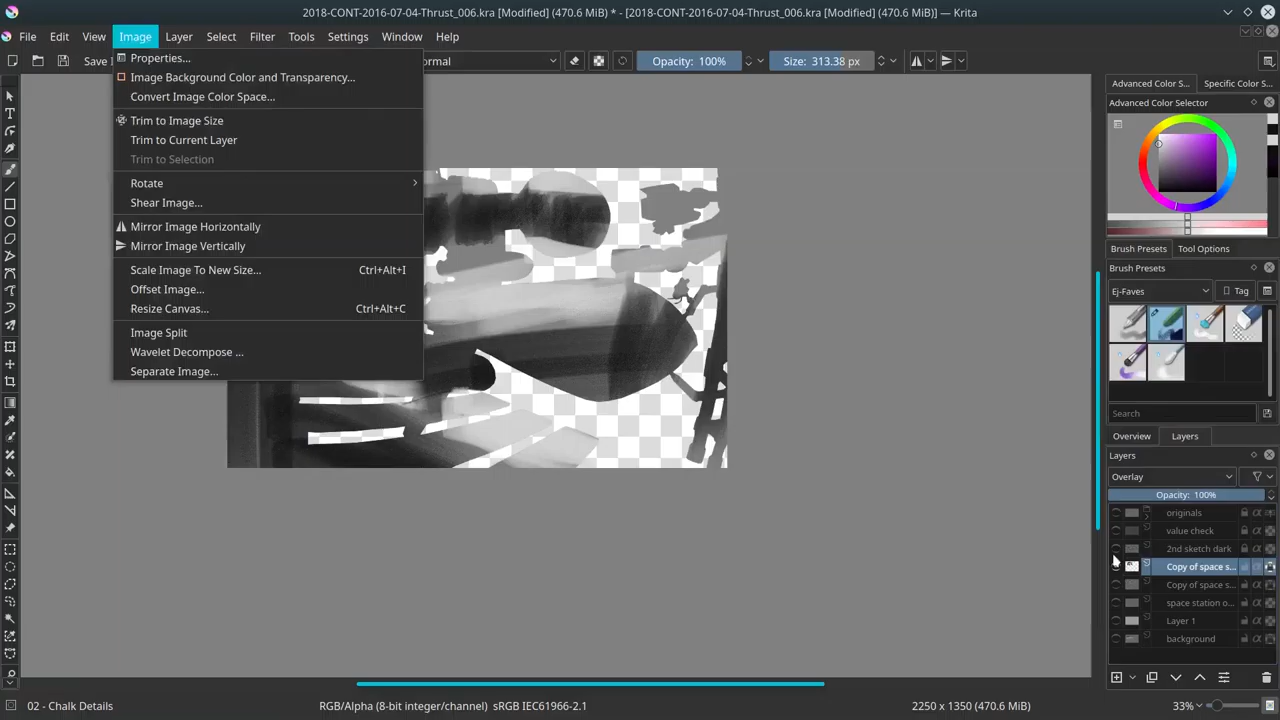 2018-CONT-2016-07-04-Thrust_006.kra [Modified] (470.6 MiB) * - [2018-CONT-2016-07-04-Thrust_006.kra [Modified] (470.6 MiB)] — Krita
File Edit View Image Layer Select Filter Tools Settings Window Help
Save ormal Opacity: 100% Size: 313.38 px
Properties...
Image Background Color and Transparency...
Convert Image Color Space...
Trim to Image Size
Trim to Current Layer
Trim to Selection
Rotate
Shear Image...
Mirror Image Horizontally
Mirror Image Vertically
Scale Image To New Size... Ctrl+Alt+I
Offset Image...
Resize Canvas... Ctrl+Alt+C
Image Split
Wavelet Decompose ...
Separate Image...
Advanced Color S... Specific Color S...
Advanced Color Selector
Brush Presets Tool Options
Brush Presets
Ej-Faves Tag
Search
Overview Layers
Layers
Overlay
Opacity: 100%
originals
value check
2nd sketch dark
Copy of space s...
Copy of space s...
space station o...
Layer 1
background
02 - Chalk Details RGB/Alpha (8-bit integer/channel) sRGB IEC61966-2.1 2250 x 1350 (470.6 MiB) 33%